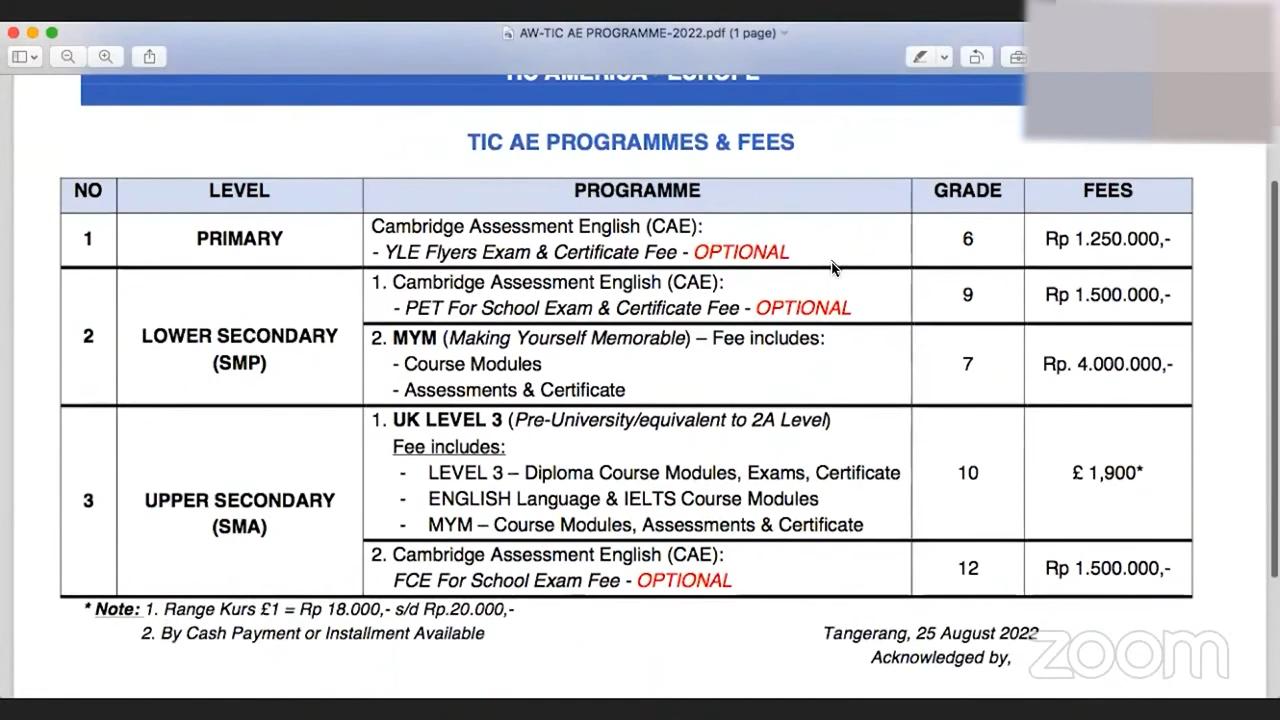 AW-TIC AE PROGRAMME-2022.pdf (1 page)
TIC AMERICA - EUROPE
TIC AE PROGRAMMES & FEES
NO LEVEL PROGRAMME GRADE FEES
1 PRIMARY Cambridge Assessment English (CAE):
- YLE Flyers Exam & Certificate Fee - OPTIONAL 6 Rp 1.250.000,-
2 LOWER SECONDARY (SMP)
1. Cambridge Assessment English (CAE):
- PET For School Exam & Certificate Fee - OPTIONAL 9 Rp 1.500.000,-
2. MYM (Making Yourself Memorable) – Fee includes:
- Course Modules
- Assessments & Certificate 7 Rp. 4.000.000,-
3 UPPER SECONDARY (SMA)
1. UK LEVEL 3 (Pre-University/equivalent to 2A Level)
Fee includes:
- LEVEL 3 – Diploma Course Modules, Exams, Certificate
- ENGLISH Language & IELTS Course Modules
- MYM – Course Modules, Assessments & Certificate 10 £ 1,900*
2. Cambridge Assessment English (CAE):
FCE For School Exam Fee - OPTIONAL 12 Rp 1.500.000,-
* Note: 1. Range Kurs £1 = Rp 18.000,- s/d Rp.20.000,-
2. By Cash Payment or Installment Available
Tangerang, 25 August 2022
Acknowledged by,
zoom